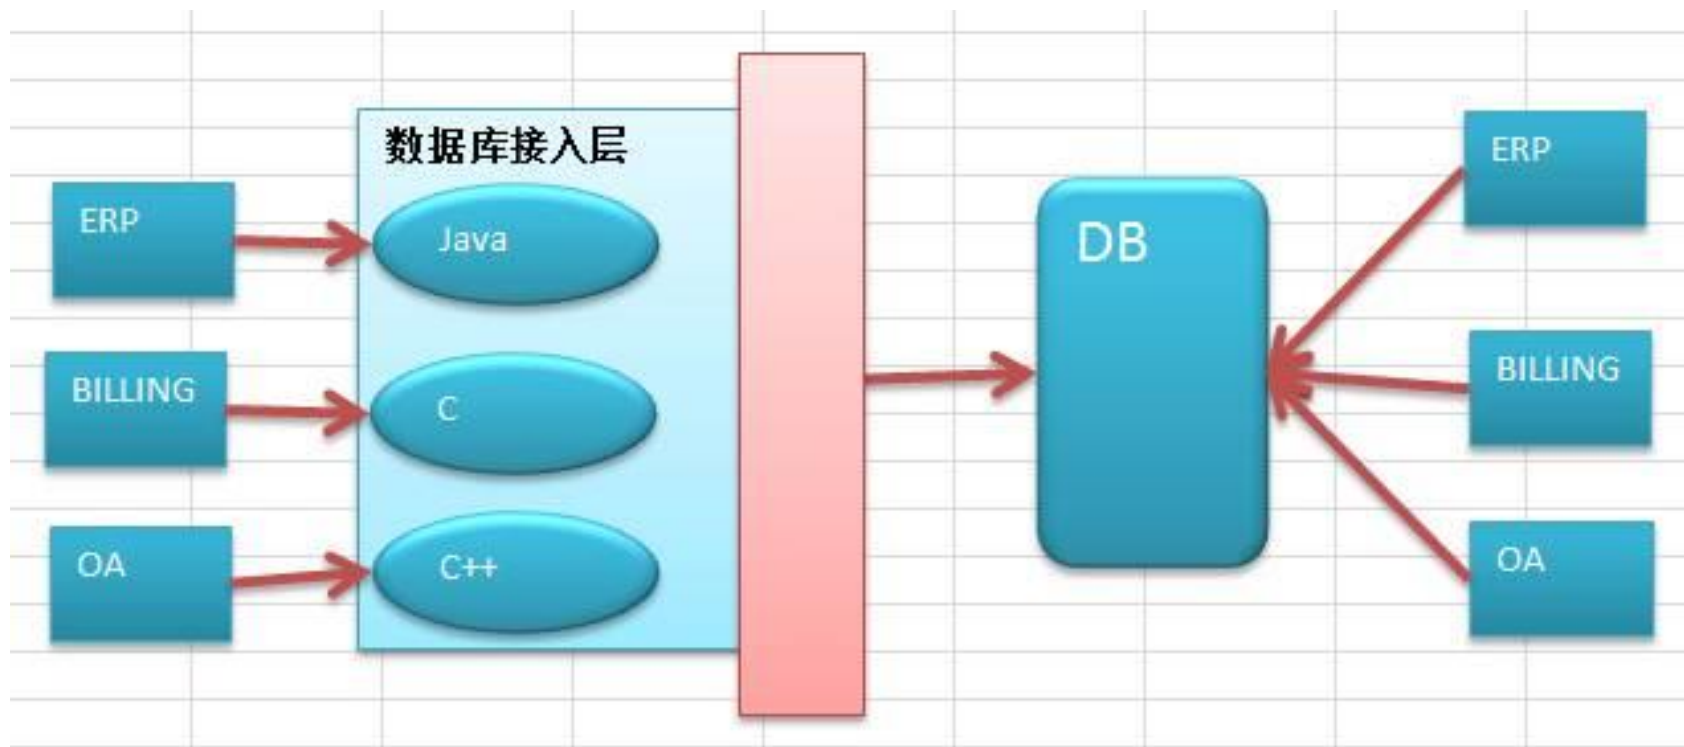 数据库接入层
ERP
Java
BILLING
C
OA
C++
DB
ERP
BILLING
OA